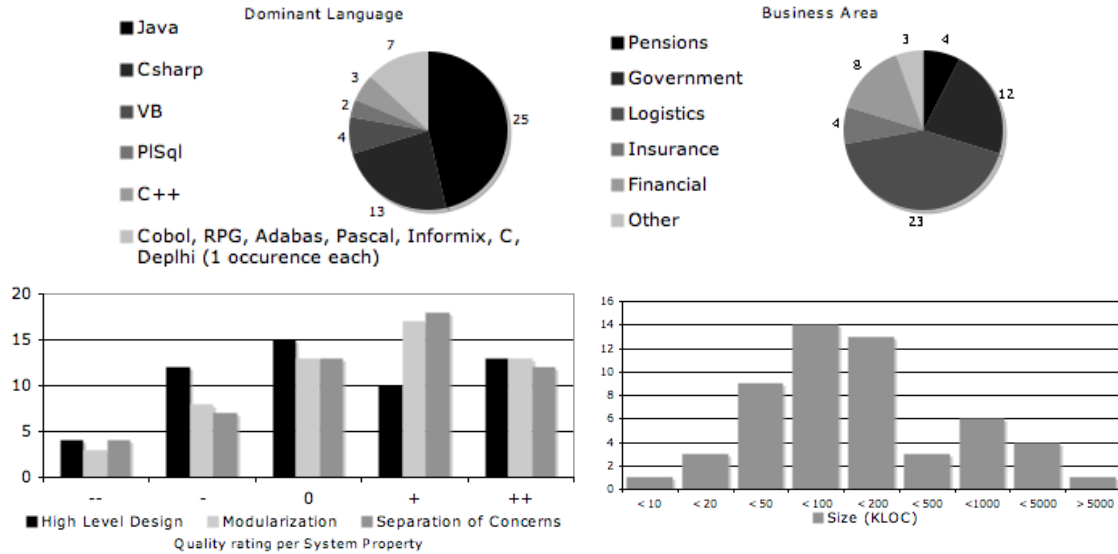 Dominant Language
Java
Csharp
VB
PlSql
C++
Cobol, RPG, Adabas, Pascal, Informix, C,
Deplhi (1 occurence each)
7
3
2
4
13
25
Business Area
Pensions
Government
Logistics
Insurance
Financial
Other
3
4
8
12
4
23
20
15
10
5
0
-- - 0 + ++
High Level Design Modularization Separation of Concerns
Quality rating per System Property
16
14
12
10
8
6
4
2
0
< 10 < 20 < 50 < 100 < 200 < 500 < 1000 < 5000 > 5000
Size (KLOC)